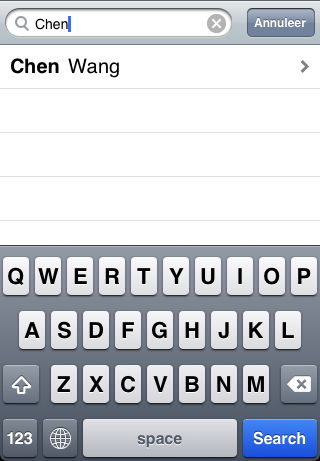 Chen Annuleer
Chen Wang
Q W E R T Y U I O P
A S D F G H J K L
Z X C V B N M
123 space Search